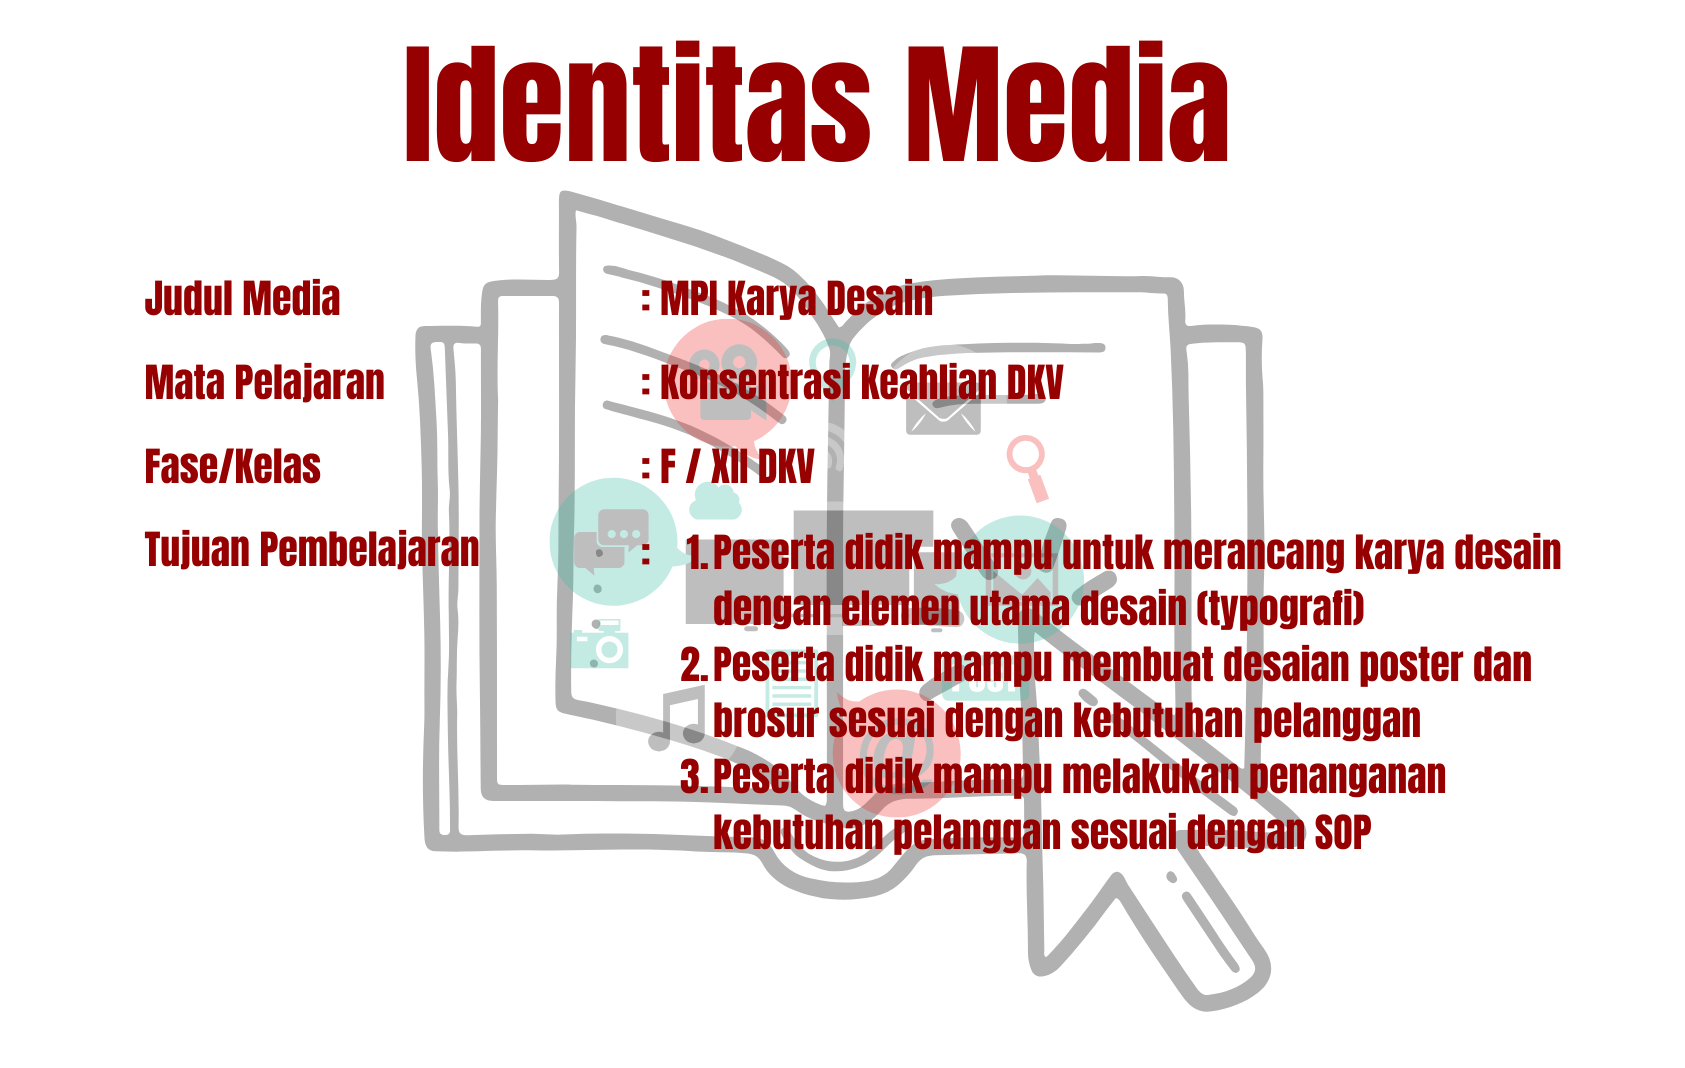 Identitas Media
Judul Media : MPI Karya Desain
Mata Pelajaran : Konsentrasi Keahlian DKV
Fase/Kelas : F / XII DKV
Tujuan Pembelajaran : 1. Peserta didik mampu untuk merancang karya desain
dengan elemen utama desain (typografi)
2. Peserta didik mampu membuat desaian poster dan
brosur sesuai dengan kebutuhan pelanggan
3. Peserta didik mampu melakukan penanganan
kebutuhan pelanggan sesuai dengan SOP
@